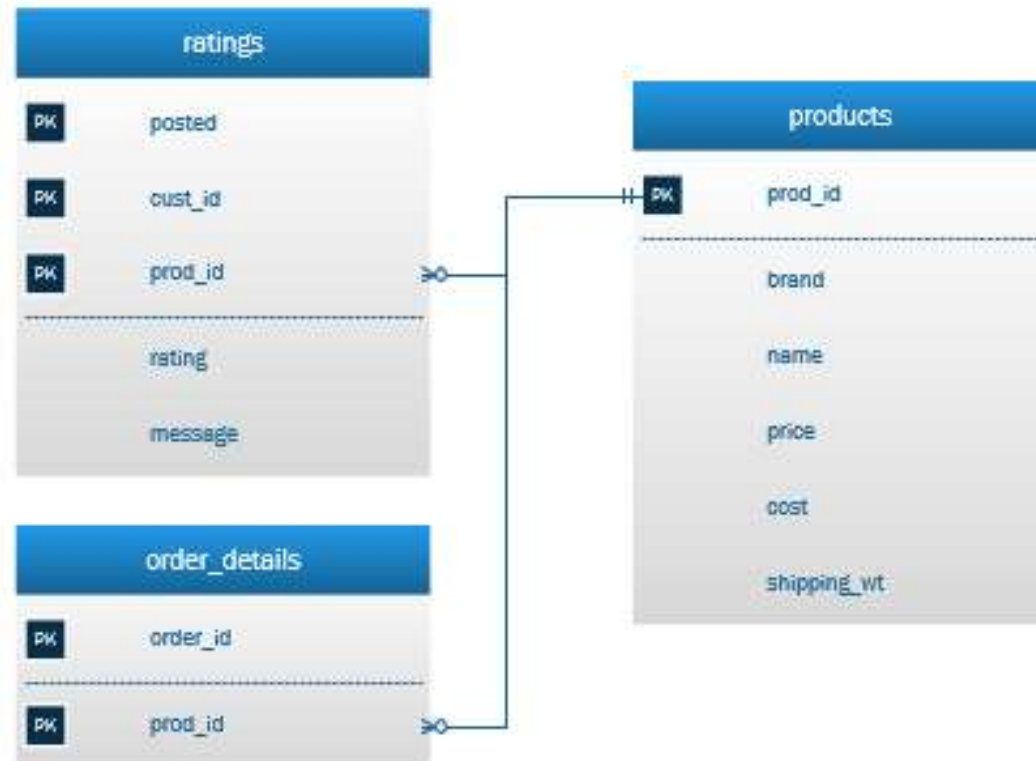 ratings
PK posted
PK cust_id
PK prod_id
rating
message
order_details
PK order_id
PK prod_id
products
PK prod_id
brand
name
price
cost
shipping_wt